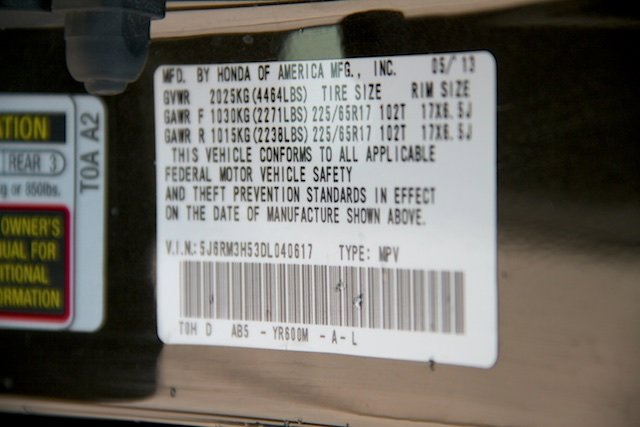 MFD. BY HONDA OF AMERICA MFG., INC. 05/'13
GVWR 2025KG(4464LBS) TIRE SIZE RIM SIZE
GAWR F 1030KG(2271LBS) 225/65R17 102T 17X6.5J
GAWR R 1015KG(2238LBS) 225/65R17 102T 17X6.5J
THIS VEHICLE CONFORMS TO ALL APPLICABLE
FEDERAL MOTOR VEHICLE SAFETY
AND THEFT PREVENTION STANDARDS IN EFFECT
ON THE DATE OF MANUFACTURE SHOWN ABOVE.
V.I.N.: 5J6RM3H53DL040617 TYPE: MPV
T0H D AB5 - YR600M - A - L
ATION
REAR 3
g or 850lbs.
OWNER'S
UAL FOR
ITIONAL
ORMATION
T0A A2